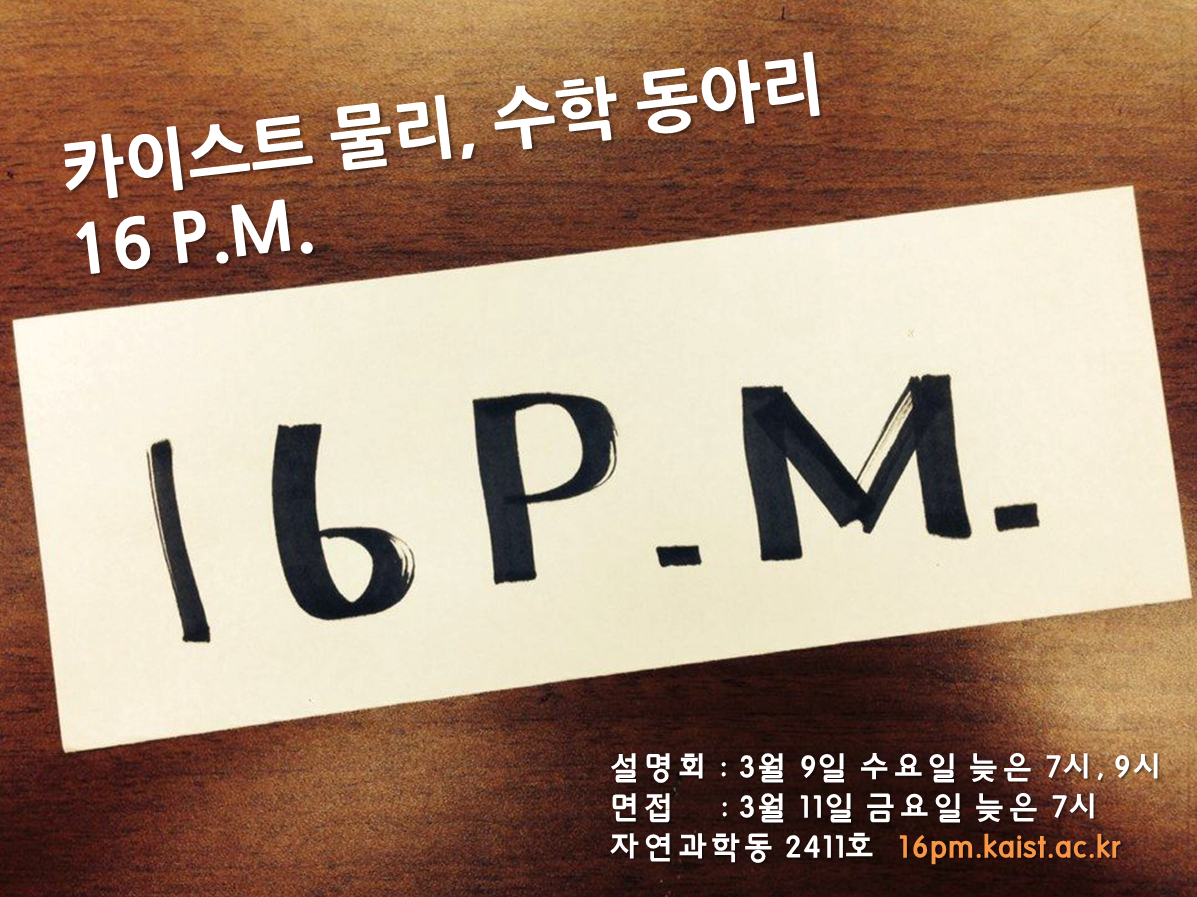 카이스트 물리, 수학 동아리
16 P.M.
16 P.M.
설명회 : 3월 9일 수요일 늦은 7시, 9시
면접 : 3월 11일 금요일 늦은 7시
자연과학동 2411호 16pm.kaist.ac.kr